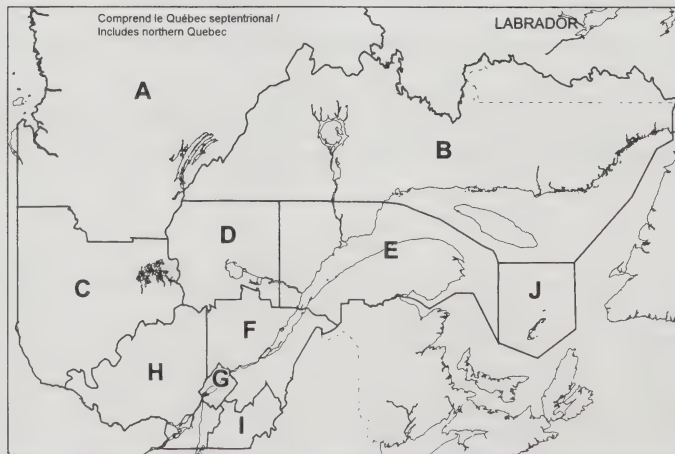 Comprend le Québec septentrional /
Includes northern Quebec
LABRADOR
A
B
D
E
C
J
F
H
G
I